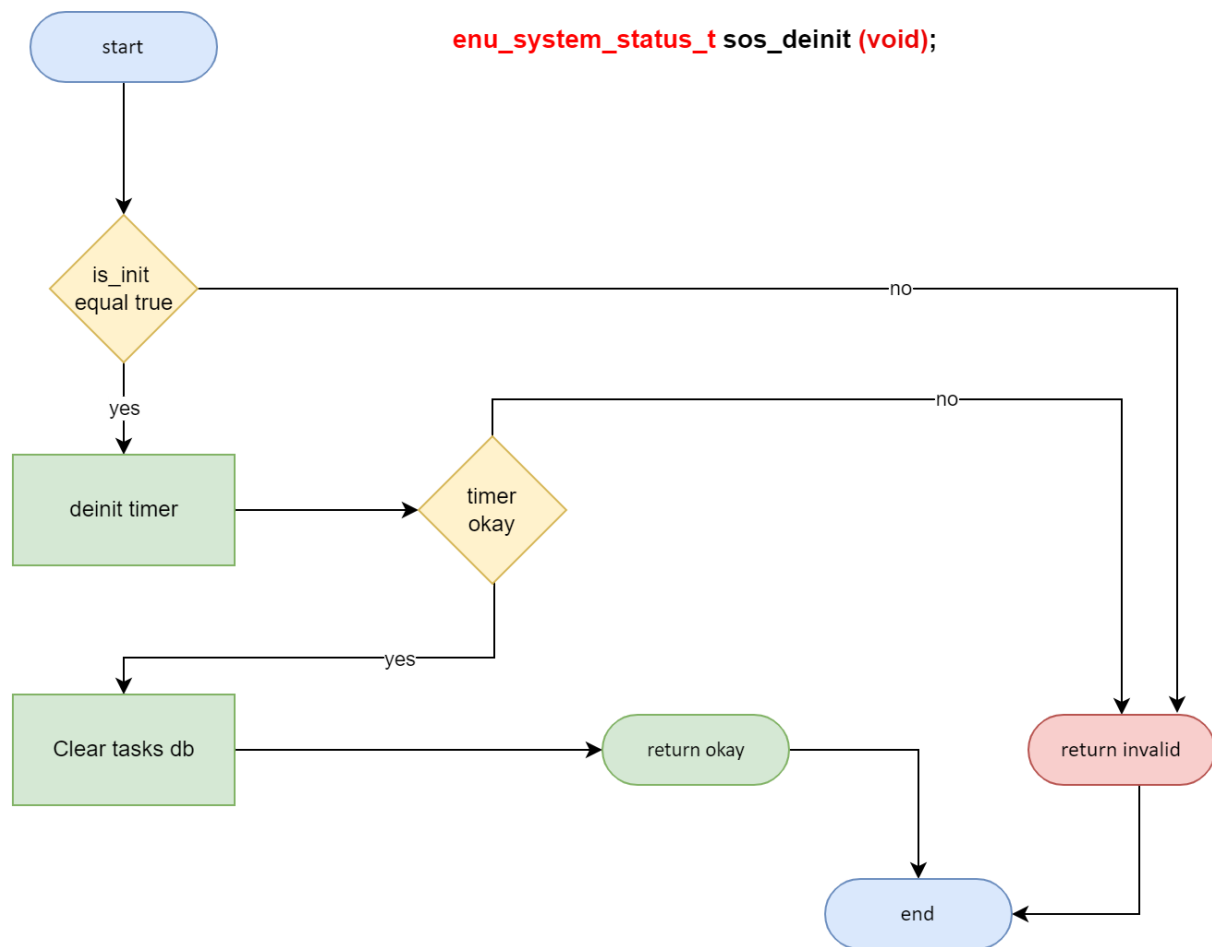 start
enu_system_status_t sos_deinit (void);
is_init
equal true
no
yes
no
deinit timer
timer
okay
yes
Clear tasks db
return okay
return invalid
end